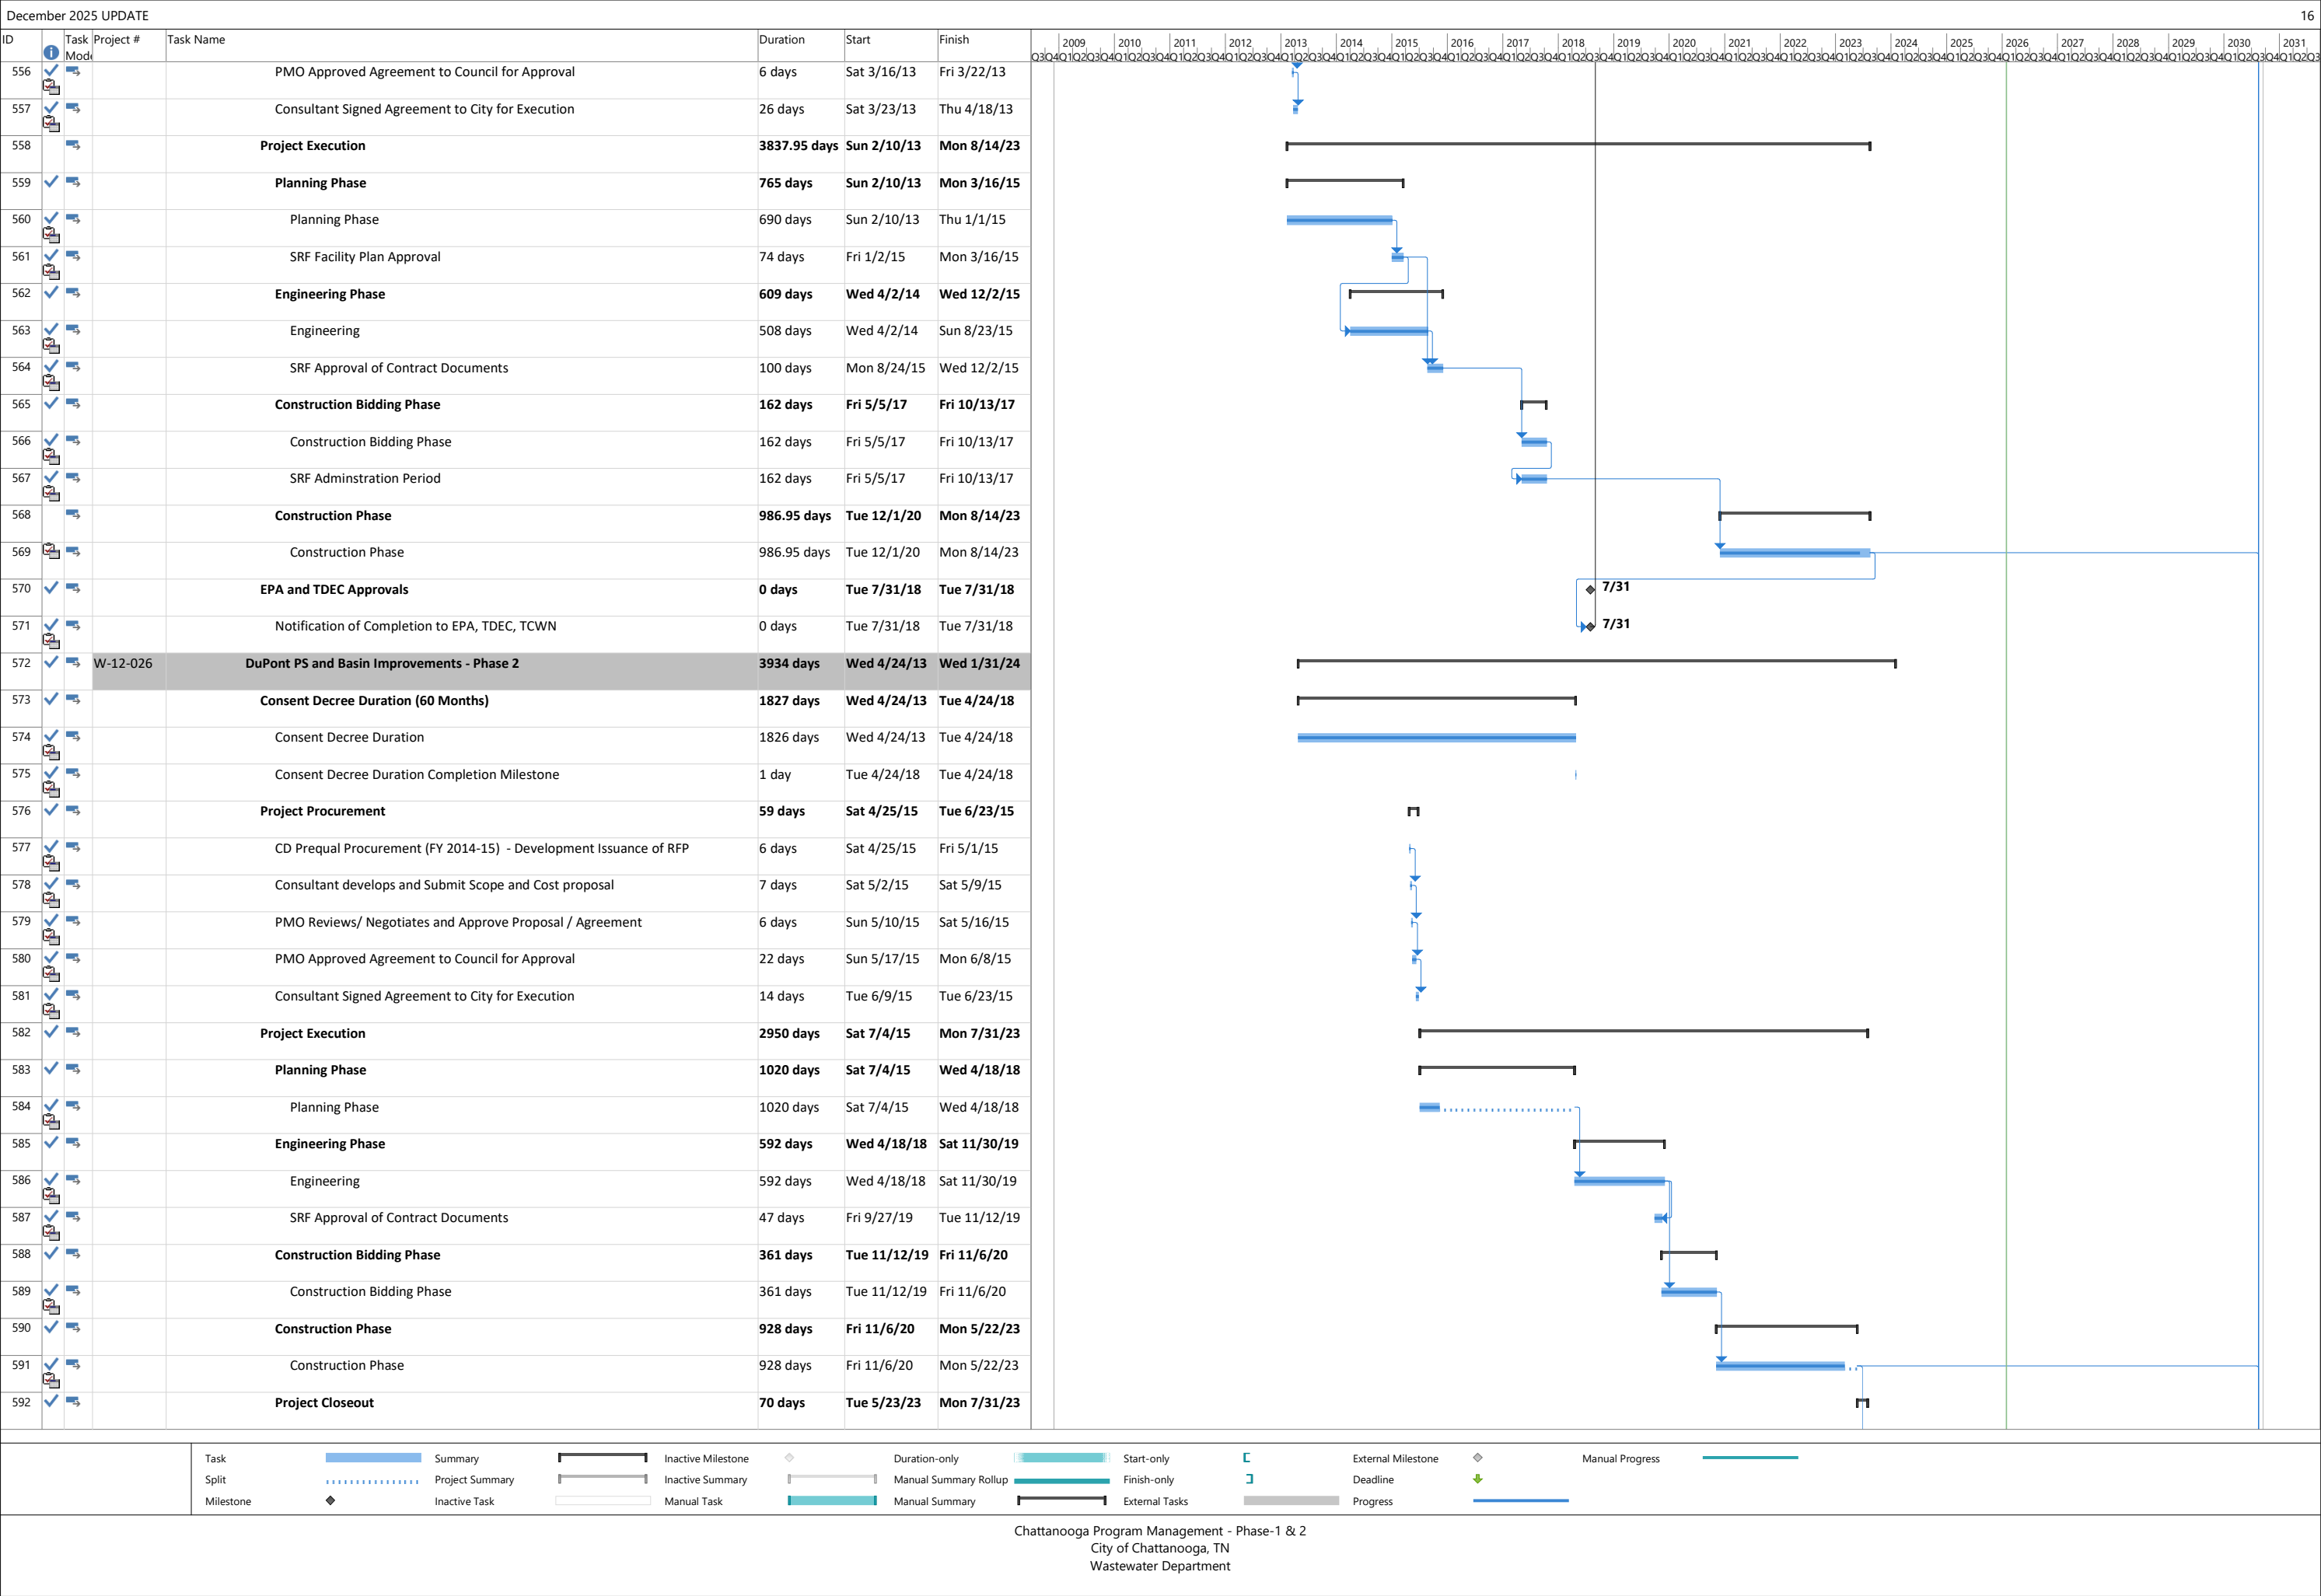 December 2025 UPDATE 16
ID Task Mode Project # Task Name Duration Start Finish
2009 2010 2011 2012 2013 2014 2015 2016 2017 2018 2019 2020 2021 2022 2023 2024 2025 2026 2027 2028 2029 2030 2031
Q3Q4Q1Q2Q3Q4Q1Q2Q3Q4Q1Q2Q3Q4Q1Q2Q3Q4Q1Q2Q3Q4Q1Q2Q3Q4Q1Q2Q3Q4Q1Q2Q3Q4Q1Q2Q3Q4Q1Q2Q3Q4Q1Q2Q3Q4Q1Q2Q3Q4Q1Q2Q3Q4Q1Q2Q3Q4Q1Q2Q3Q4Q1Q2Q3Q4Q1Q2Q3Q4Q1Q2Q3Q4Q1Q2Q3Q4Q1Q2Q3Q4Q1Q2Q3Q4Q1Q2Q3Q4Q1Q2Q3
556 PMO Approved Agreement to Council for Approval 6 days Sat 3/16/13 Fri 3/22/13
557 Consultant Signed Agreement to City for Execution 26 days Sat 3/23/13 Thu 4/18/13
558 Project Execution 3837.95 days Sun 2/10/13 Mon 8/14/23
559 Planning Phase 765 days Sun 2/10/13 Mon 3/16/15
560 Planning Phase 690 days Sun 2/10/13 Thu 1/1/15
561 SRF Facility Plan Approval 74 days Fri 1/2/15 Mon 3/16/15
562 Engineering Phase 609 days Wed 4/2/14 Wed 12/2/15
563 Engineering 508 days Wed 4/2/14 Sun 8/23/15
564 SRF Approval of Contract Documents 100 days Mon 8/24/15 Wed 12/2/15
565 Construction Bidding Phase 162 days Fri 5/5/17 Fri 10/13/17
566 Construction Bidding Phase 162 days Fri 5/5/17 Fri 10/13/17
567 SRF Adminstration Period 162 days Fri 5/5/17 Fri 10/13/17
568 Construction Phase 986.95 days Tue 12/1/20 Mon 8/14/23
569 Construction Phase 986.95 days Tue 12/1/20 Mon 8/14/23
570 EPA and TDEC Approvals 0 days Tue 7/31/18 Tue 7/31/18 7/31
571 Notification of Completion to EPA, TDEC, TCWN 0 days Tue 7/31/18 Tue 7/31/18 7/31
572 W-12-026 DuPont PS and Basin Improvements - Phase 2 3934 days Wed 4/24/13 Wed 1/31/24
573 Consent Decree Duration (60 Months) 1827 days Wed 4/24/13 Tue 4/24/18
574 Consent Decree Duration 1826 days Wed 4/24/13 Tue 4/24/18
575 Consent Decree Duration Completion Milestone 1 day Tue 4/24/18 Tue 4/24/18
576 Project Procurement 59 days Sat 4/25/15 Tue 6/23/15
577 CD Prequal Procurement (FY 2014-15) - Development Issuance of RFP 6 days Sat 4/25/15 Fri 5/1/15
578 Consultant develops and Submit Scope and Cost proposal 7 days Sat 5/2/15 Sat 5/9/15
579 PMO Reviews/ Negotiates and Approve Proposal / Agreement 6 days Sun 5/10/15 Sat 5/16/15
580 PMO Approved Agreement to Council for Approval 22 days Sun 5/17/15 Mon 6/8/15
581 Consultant Signed Agreement to City for Execution 14 days Tue 6/9/15 Tue 6/23/15
582 Project Execution 2950 days Sat 7/4/15 Mon 7/31/23
583 Planning Phase 1020 days Sat 7/4/15 Wed 4/18/18
584 Planning Phase 1020 days Sat 7/4/15 Wed 4/18/18
585 Engineering Phase 592 days Wed 4/18/18 Sat 11/30/19
586 Engineering 592 days Wed 4/18/18 Sat 11/30/19
587 SRF Approval of Contract Documents 47 days Fri 9/27/19 Tue 11/12/19
588 Construction Bidding Phase 361 days Tue 11/12/19 Fri 11/6/20
589 Construction Bidding Phase 361 days Tue 11/12/19 Fri 11/6/20
590 Construction Phase 928 days Fri 11/6/20 Mon 5/22/23
591 Construction Phase 928 days Fri 11/6/20 Mon 5/22/23
592 Project Closeout 70 days Tue 5/23/23 Mon 7/31/23
Task Summary Inactive Milestone Duration-only Start-only External Milestone Manual Progress
Split Project Summary Inactive Summary Manual Summary Rollup Finish-only Deadline
Milestone Inactive Task Manual Task Manual Summary External Tasks Progress
Chattanooga Program Management - Phase-1 & 2
City of Chattanooga, TN
Wastewater Department